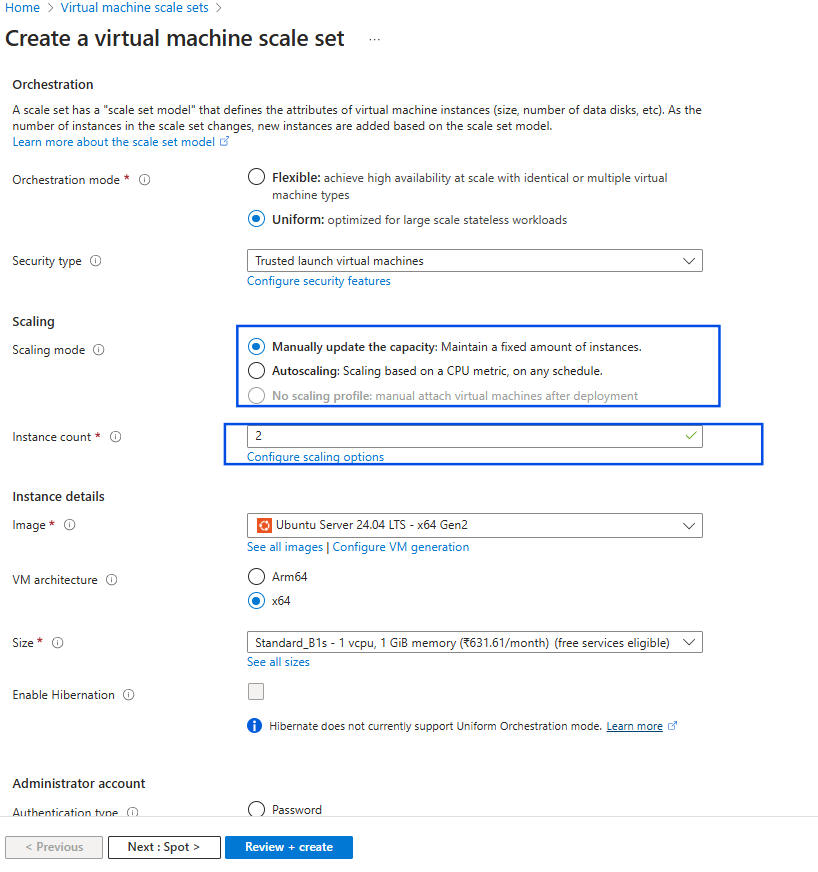 Home > Virtual machine scale sets >
Create a virtual machine scale set ...
Orchestration
A scale set has a "scale set model" that defines the attributes of virtual machine instances (size, number of data disks, etc). As the
number of instances in the scale set changes, new instances are added based on the scale set model.
Learn more about the scale set model
Orchestration mode *
Flexible: achieve high availability at scale with identical or multiple virtual
machine types
Uniform: optimized for large scale stateless workloads
Security type
Trusted launch virtual machines
Configure security features
Scaling
Scaling mode
Manually update the capacity: Maintain a fixed amount of instances.
Autoscaling: Scaling based on a CPU metric, on any schedule.
No scaling profile: manual attach virtual machines after deployment
Instance count *
2
Configure scaling options
Instance details
Image *
Ubuntu Server 24.04 LTS - x64 Gen2
See all images | Configure VM generation
VM architecture
Arm64
x64
Size *
Standard_B1s - 1 vcpu, 1 GiB memory (₹631.61/month) (free services eligible)
See all sizes
Enable Hibernation
Hibernate does not currently support Uniform Orchestration mode. Learn more
Administrator account
Authentication type
Password
< Previous
Next : Spot >
Review + create